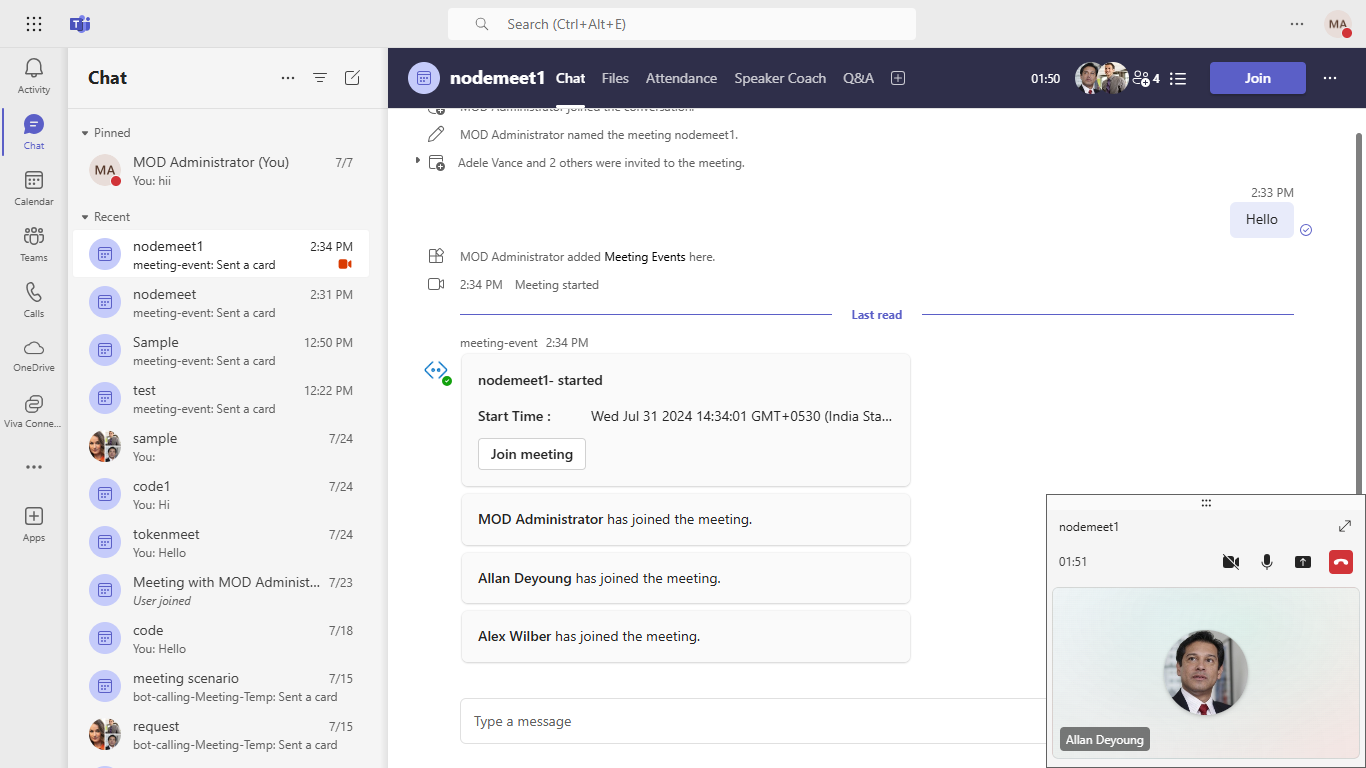 Search (Ctrl+Alt+E)
MA
Activity
Chat
Calendar
Teams
Calls
OneDrive
Viva Conne...
Apps
Chat
Pinned
MA
MOD Administrator (You) 7/7
You: hii
Recent
nodemeet1 2:34 PM
meeting-event: Sent a card
nodemeet 2:31 PM
meeting-event: Sent a card
Sample 12:50 PM
meeting-event: Sent a card
test 12:22 PM
meeting-event: Sent a card
sample 7/24
You:
code1 7/24
You: Hi
tokenmeet 7/24
You: Hello
Meeting with MOD Administ... 7/23
User joined
code 7/18
You: Hello
meeting scenario 7/15
bot-calling-Meeting-Temp: Sent a card
request 7/15
bot-calling-Meeting-Temp: Sent a card
nodemeet1 Chat Files Attendance Speaker Coach Q&A 01:50 4 Join
MOD Administrator joined the conversation.
MOD Administrator named the meeting nodemeet1.
Adele Vance and 2 others were invited to the meeting.
2:33 PM
Hello
MOD Administrator added Meeting Events here.
2:34 PM Meeting started
Last read
meeting-event 2:34 PM
nodemeet1- started
Start Time : Wed Jul 31 2024 14:34:01 GMT+0530 (India Sta...
Join meeting
MOD Administrator has joined the meeting.
Allan Deyoung has joined the meeting.
Alex Wilber has joined the meeting.
Type a message
nodemeet1
01:51
Allan Deyoung